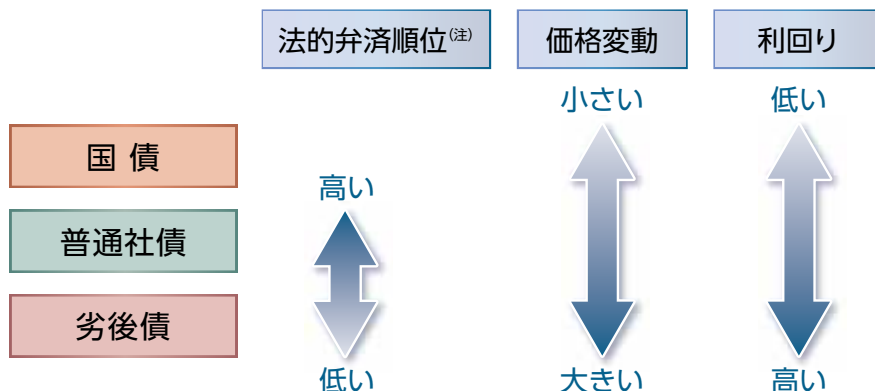 法的弁済順位(注)
価格変動
利回り
小さい
低い
国 債
高い
普通社債
劣後債
低い
大きい
高い